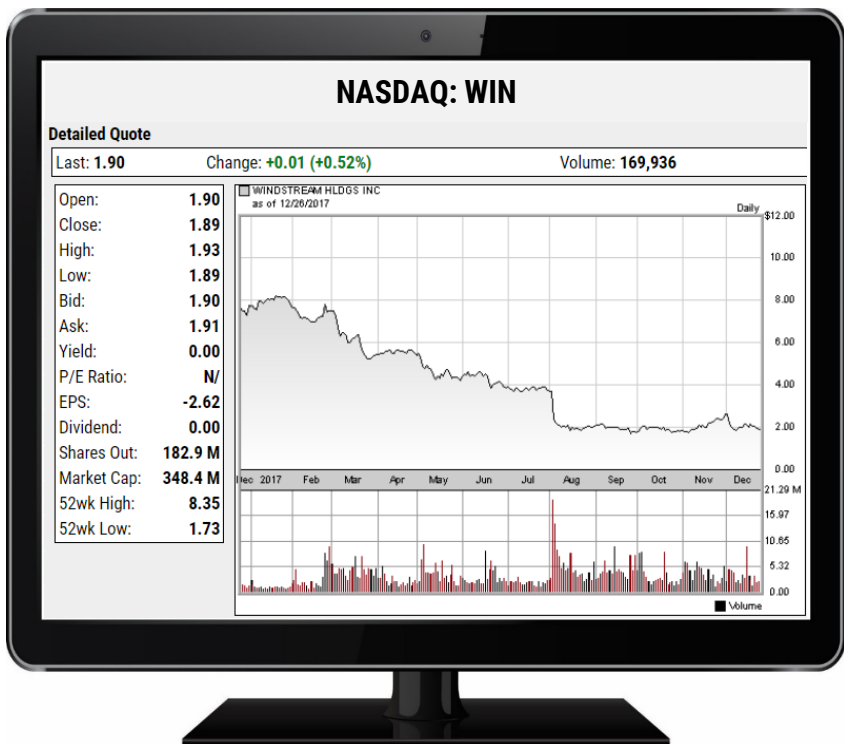 NASDAQ: WIN
Detailed Quote
Last: 1.90 Change: +0.01 (+0.52%) Volume: 169,936
Open: 1.90
Close: 1.89
High: 1.93
Low: 1.89
Bid: 1.90
Ask: 1.91
Yield: 0.00
P/E Ratio: N/
EPS: -2.62
Dividend: 0.00
Shares Out: 182.9 M
Market Cap: 348.4 M
52wk High: 8.35
52wk Low: 1.73
WINDSTREAM HLDGS INC
as of 12/26/2017
Daily
$12.00
10.00
8.00
6.00
4.00
2.00
0.00
Dec 2017 Feb Mar Apr May Jun Jul Aug Sep Oct Nov Dec
21.29 M
15.97
10.65
5.32
0.00
Volume